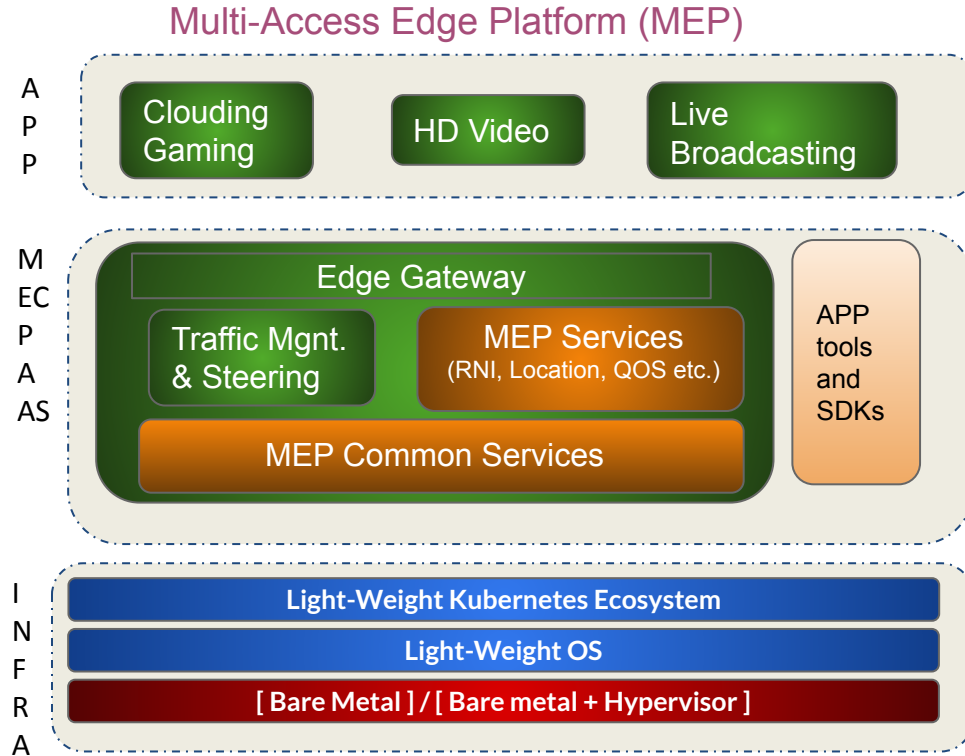 Multi-Access Edge Platform (MEP)
A
P
P
Clouding
Gaming
HD Video
Live
Broadcasting
M
EC
P
A
AS
Edge Gateway
Traffic Mgnt.
& Steering
MEP Services
(RNI, Location, QOS etc.)
MEP Common Services
APP
tools
and
SDKs
I
N
F
R
A
Light-Weight Kubernetes Ecosystem
Light-Weight OS
[ Bare Metal ] / [ Bare metal + Hypervisor ]